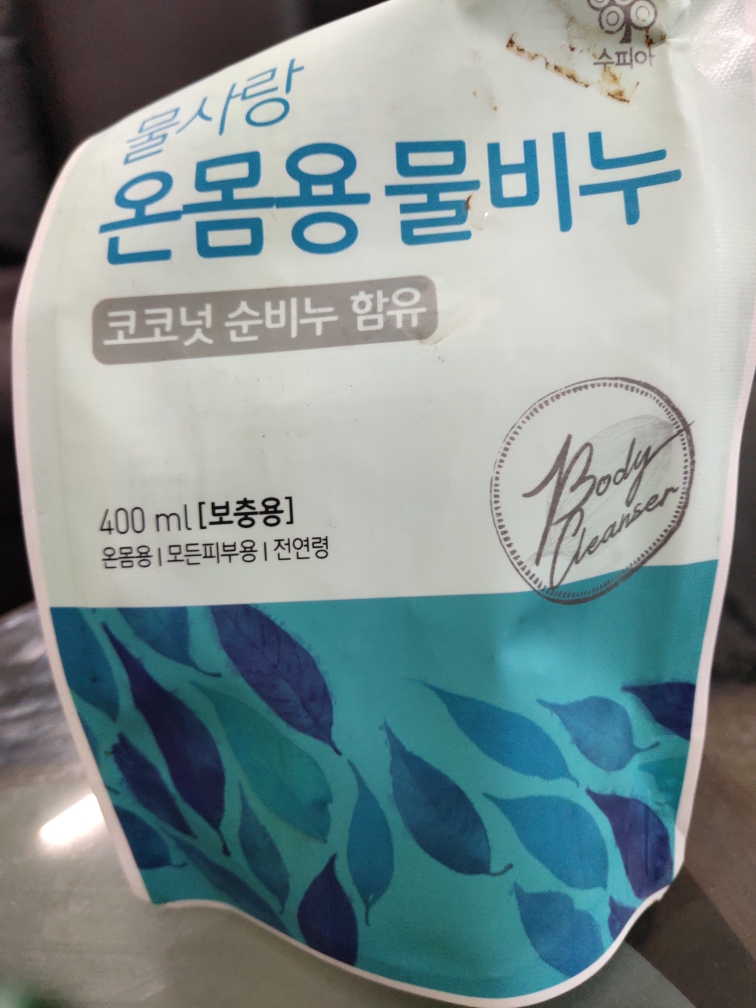 수피아
물사랑
온몸용 물비누
코코넛 순비누 함유
Body
Cleanser
400 ml [보충용]
온몸용 | 모든피부용 | 전연령